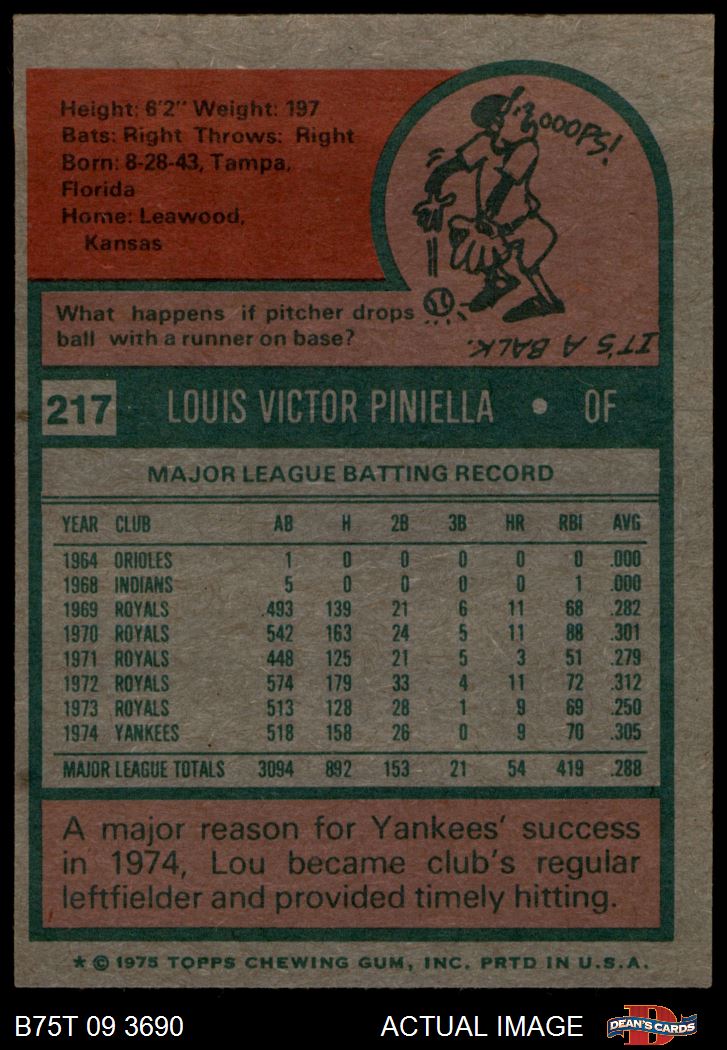 Height: 6'2" Weight: 197
Bats: Right Throws: Right
Born: 8-28-43, Tampa,
Florida
Home: Leawood,
Kansas
OOOPS!
What happens if pitcher drops
ball with a runner on base?
IT'S A BALK.
217 LOUIS VICTOR PINIELLA • OF
MAJOR LEAGUE BATTING RECORD
YEAR CLUB AB H 2B 3B HR RBI AVG
1964 ORIOLES 1 0 0 0 0 0 .000
1968 INDIANS 5 0 0 0 0 1 .000
1969 ROYALS 493 139 21 6 11 68 .282
1970 ROYALS 542 163 24 5 11 88 .301
1971 ROYALS 448 125 21 5 3 51 .279
1972 ROYALS 574 179 33 4 11 72 .312
1973 ROYALS 513 128 28 1 9 69 .250
1974 YANKEES 518 158 26 0 9 70 .305
MAJOR LEAGUE TOTALS 3094 892 153 21 54 419 .288
A major reason for Yankees' success
in 1974, Lou became club's regular
leftfielder and provided timely hitting.
* © 1975 TOPPS CHEWING GUM, INC. PRTD IN U.S.A.
B75T 09 3690 ACTUAL IMAGE D DEAN'S CARDS